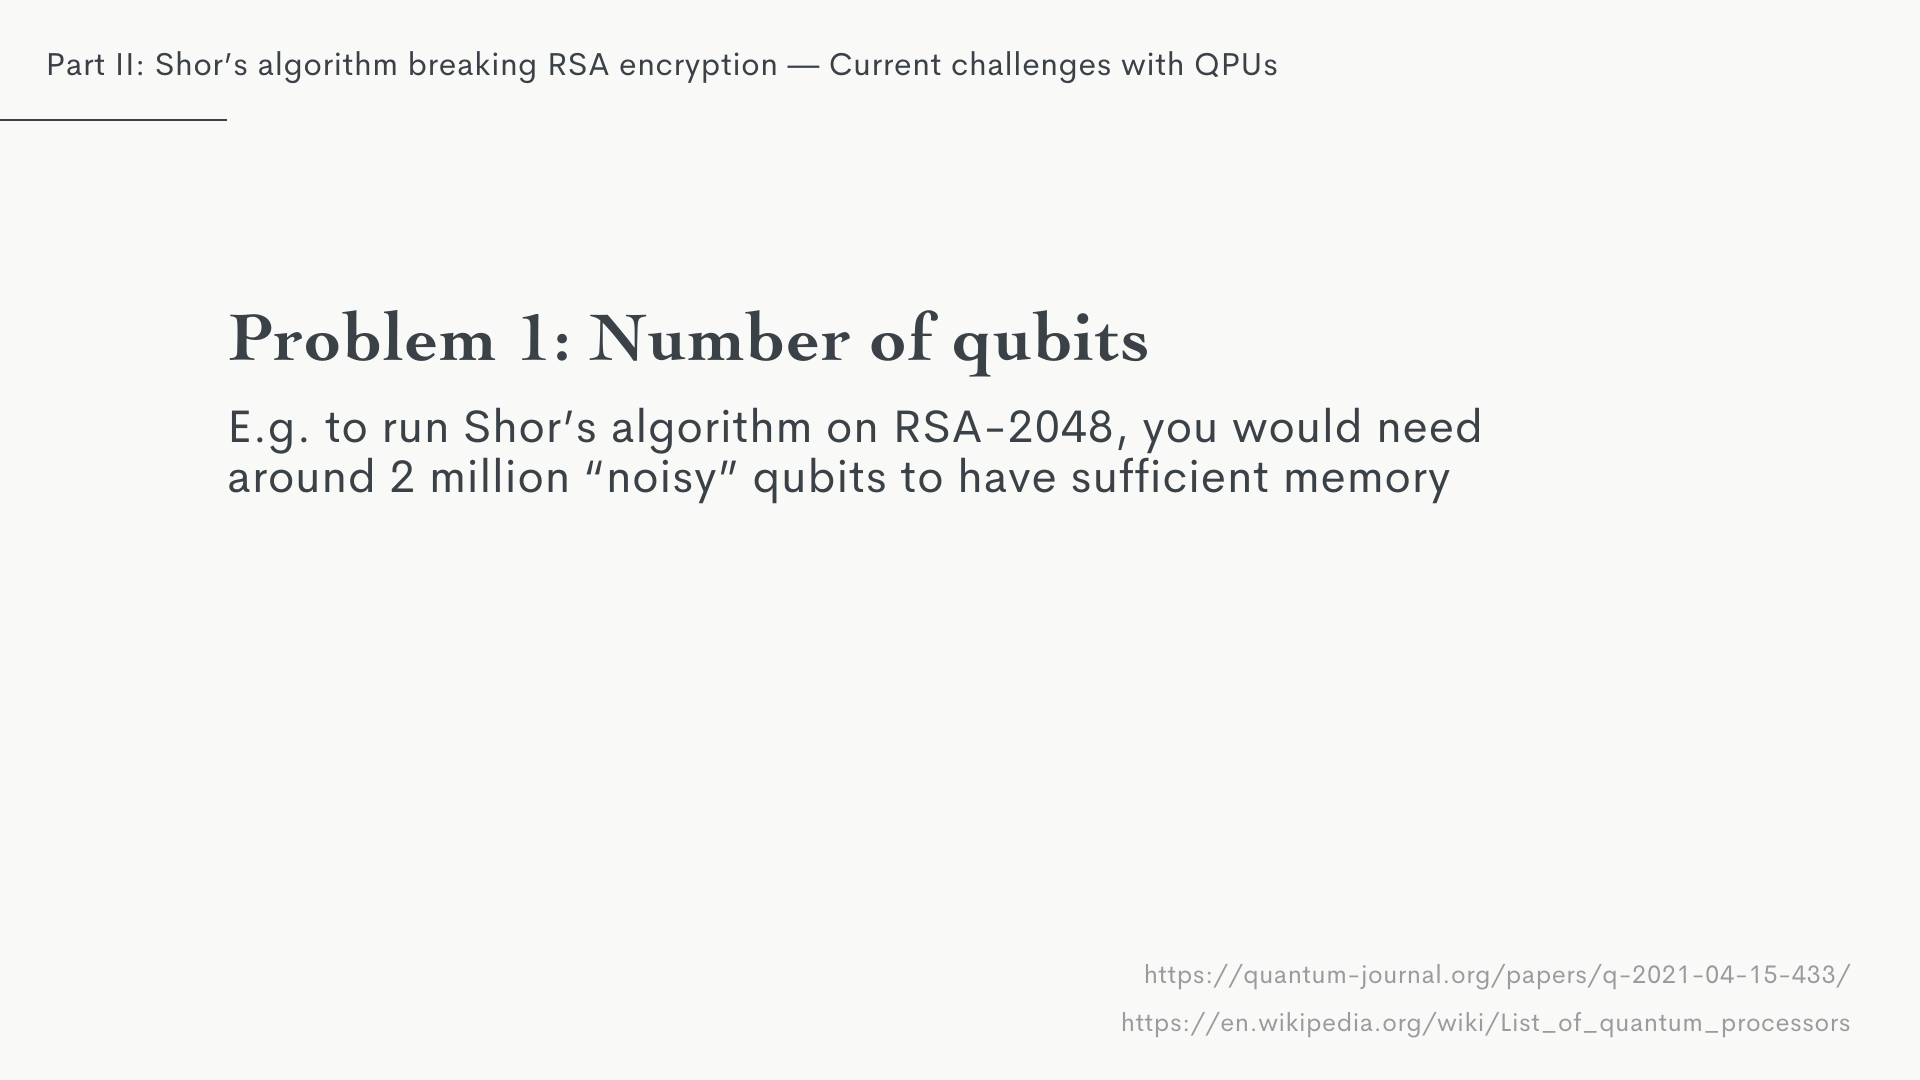 Part II: Shor’s algorithm breaking RSA encryption — Current challenges with QPUs
Problem 1: Number of qubits
E.g. to run Shor’s algorithm on RSA-2048, you would need
around 2 million “noisy” qubits to have sufficient memory
https://quantum-journal.org/papers/q-2021-04-15-433/
https://en.wikipedia.org/wiki/List_of_quantum_processors